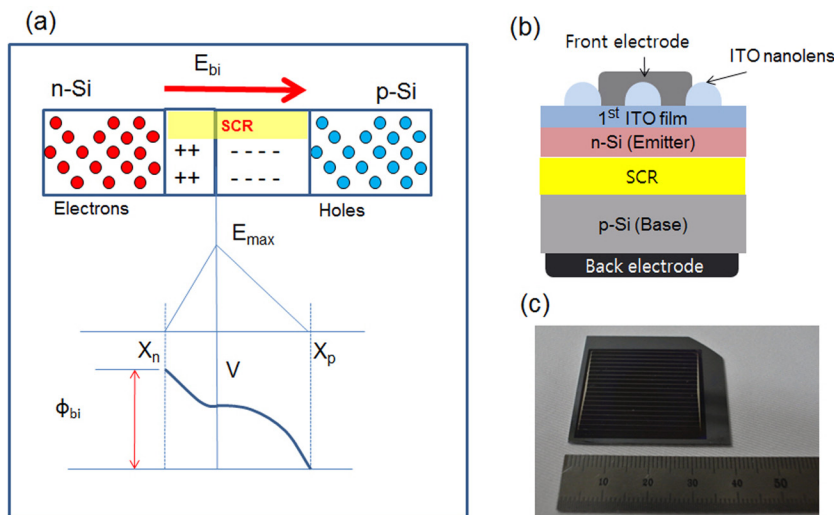 (a)
E_bi
n-Si
p-Si
SCR
++
- - - -
++
- - - -
Electrons
Holes
E_max
X_n
X_p
V
ϕ_bi
(b)
Front electrode
ITO nanolens
1st ITO film
n-Si (Emitter)
SCR
p-Si (Base)
Back electrode
(c)
10 20 30 40 50